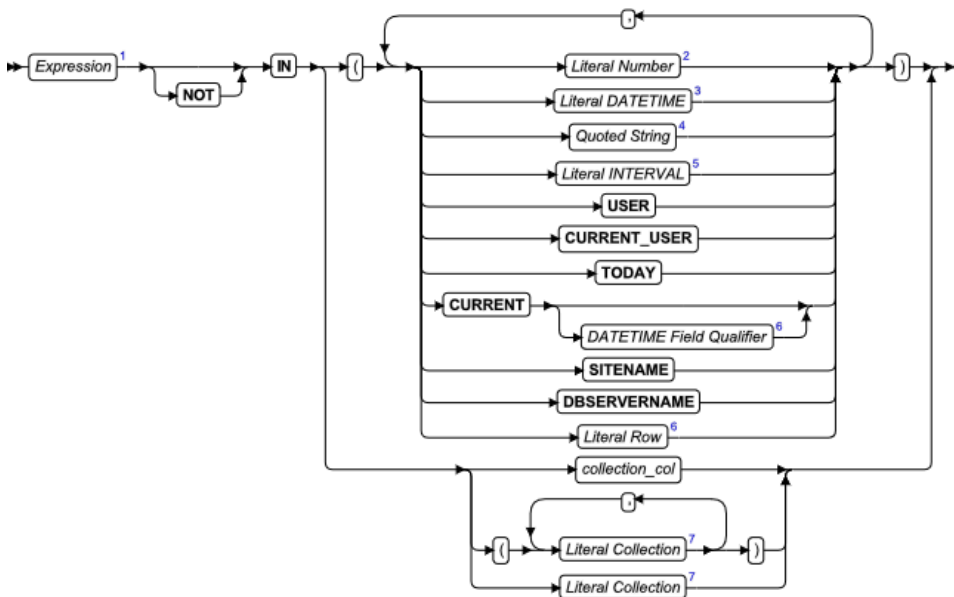 ,
Expression 1 NOT IN ( Literal Number 2 )
Literal DATETIME 3
Quoted String 4
Literal INTERVAL 5
USER
CURRENT_USER
TODAY
CURRENT
DATETIME Field Qualifier 6
SITENAME
DBSERVERNAME
Literal Row 6
collection_col
,
( Literal Collection 7 )
Literal Collection 7